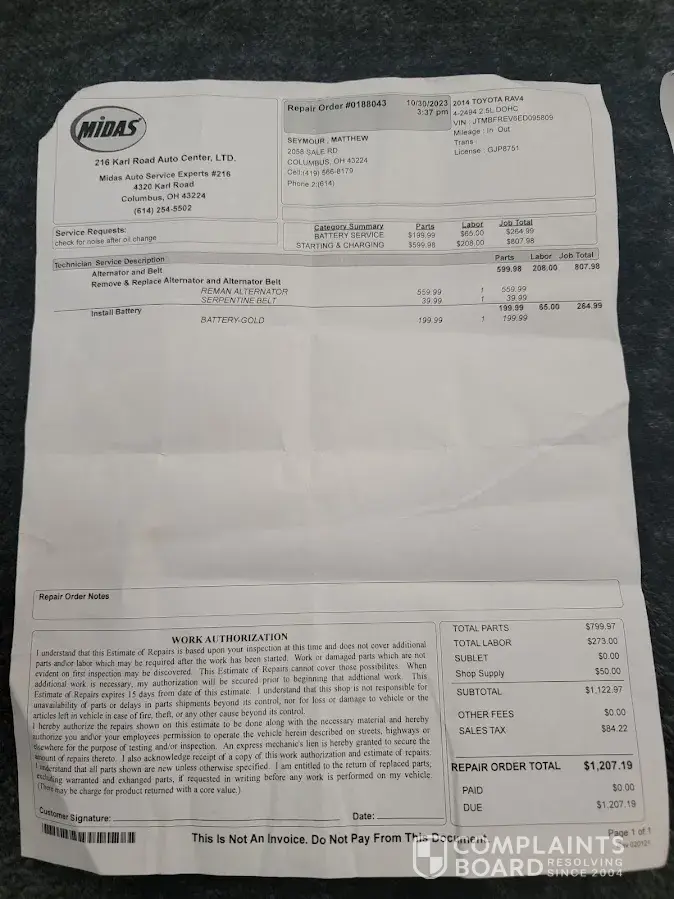 MiDAS
216 Karl Road Auto Center, LTD.
Midas Auto Service Experts #216
4320 Karl Road
Columbus, OH 43224
(614) 254-5502
Repair Order #0188043 10/30/2023
3:37 pm
SEYMOUR , MATTHEW
2058 SALE RD
COLUMBUS, OH 43224
Cell:(419) 566-8179
Phone 2:(614)
2014 TOYOTA RAV4
4-2494 2.5L DOHC
VIN : JTMBFREV6ED095809
Mileage : In Out
Trans
License : GJP8751
Service Requests:
check for noise after oil change
Category Summary Parts Labor Job Total
BATTERY SERVICE $199.99 $65.00 $264.99
STARTING & CHARGING $599.98 $208.00 $807.98
Technician Service Description Parts Labor Job Total
Alternator and Belt 599.98 208.00 807.98
Remove & Replace Alternator and Alternator Belt
REMAN ALTERNATOR 559.99 1 559.99
SERPENTINE BELT 39.99 1 39.99
Install Battery 199.99 65.00 264.99
BATTERY-GOLD 199.99 1 199.99
Repair Order Notes
WORK AUTHORIZATION
I understand that this Estimate of Repairs is based upon your inspection at this time and does not cover additional
parts and/or labor which may be required after the work has been started. Work or damaged parts which are not
evident on first inspection may be discovered. This Estimate of Repairs cannot cover those possibilites. When
additional work is necessary, my authorization will be secured prior to beginning that addtional work. This
Estimate of Repairs expires 15 days from date of this estimate. I understand that this shop is not responsible for
unavailability of parts or delays in parts shipments beyond its control, nor for loss or damage to vehicle or the
articles left in vehicle in case of fire, theft, or any other cause beyond its control.
I hereby authorize the repairs shown on this estimate to be done along with the necessary material and hereby
authorize you and/or your employees permission to operate the vehicle herein described on streets, highways or
elsewhere for the purpose of testing and/or inspection. An express mechanic's lien is hereby granted to secure the
amount of repairs thereto. I also acknowledge receipt of a copy of this work authorization and estimate of repairs.
I understand that all parts shown are new unless otherwise specified. I am entitled to the return of replaced parts,
excluding warranted and exhanged parts, if requested in writing before any work is performed on my vehicle.
(There may be charge for product returned with a core value.)
Customer Signature: Date:
TOTAL PARTS $799.97
TOTAL LABOR $273.00
SUBLET $0.00
Shop Supply $50.00
SUBTOTAL $1,122.97
OTHER FEES $0.00
SALES TAX $84.22
REPAIR ORDER TOTAL $1,207.19
PAID $0.00
DUE $1,207.19
This Is Not An Invoice. Do Not Pay From This Document.
Page 1 of 1
COMPLAINTS
BOARD RESOLVING
SINCE 2004